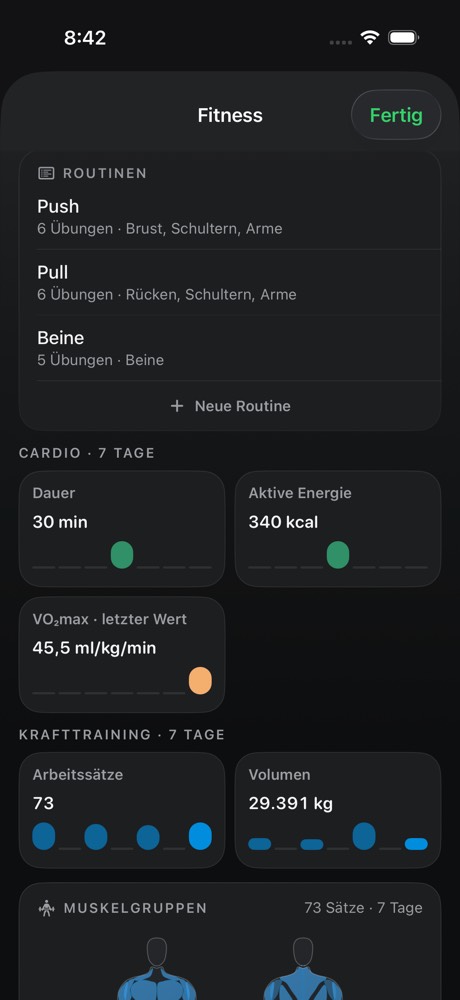 8:42
Fitness
Fertig
ROUTINEN
Push
6 Übungen · Brust, Schultern, Arme
Pull
6 Übungen · Rücken, Schultern, Arme
Beine
5 Übungen · Beine
+ Neue Routine
CARDIO · 7 TAGE
Dauer
30 min
Aktive Energie
340 kcal
VO₂max · letzter Wert
45,5 ml/kg/min
KRAFTTRAINING · 7 TAGE
Arbeitssätze
73
Volumen
29.391 kg
MUSKELGRUPPEN
73 Sätze · 7 Tage